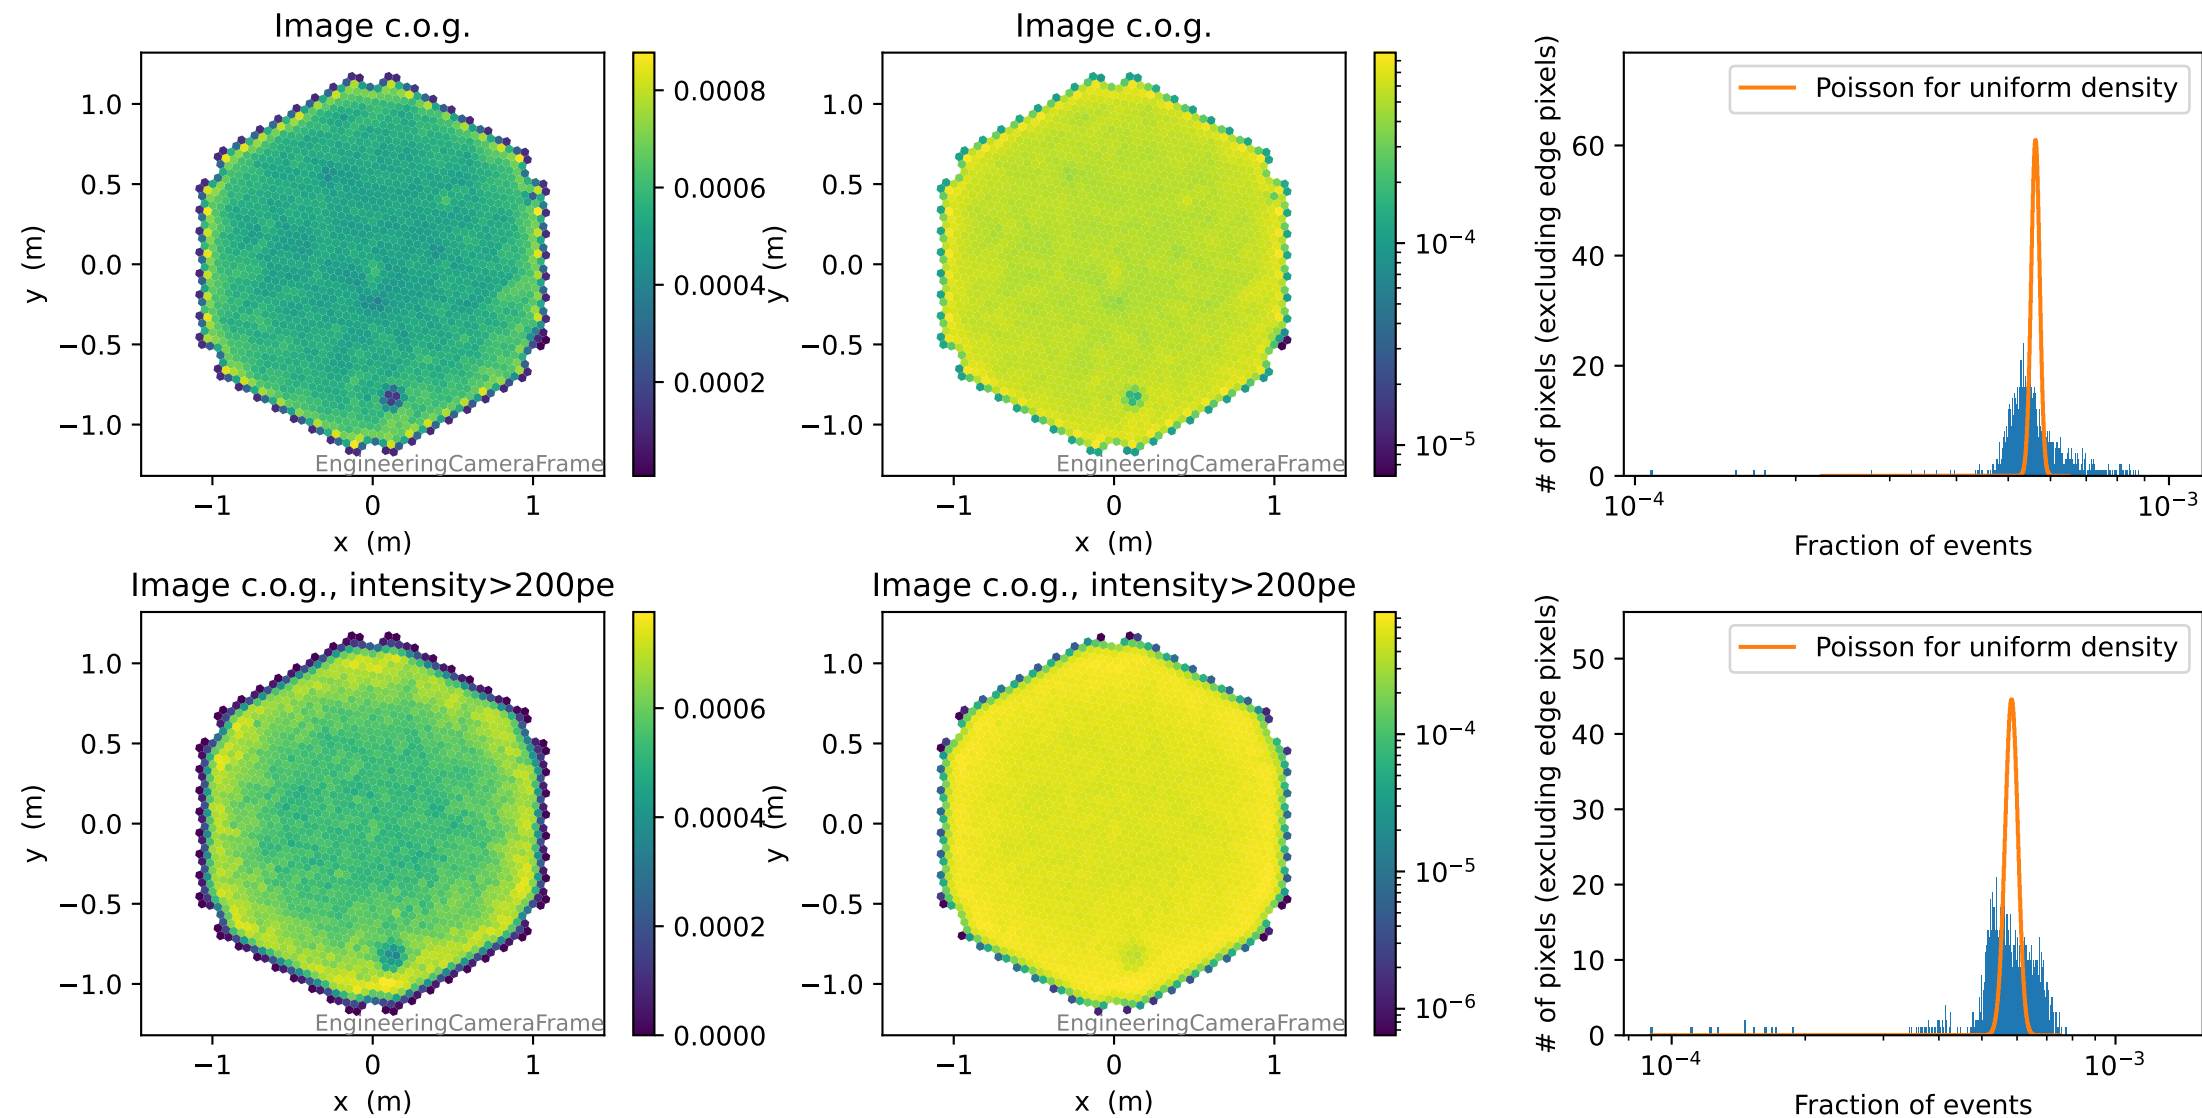 Image c.o.g.
y (m)
1.0
0.5
0.0
−0.5
−1.0
−1
0
1
x (m)
EngineeringCameraFrame
0.0008
0.0006
0.0004
0.0002
Image c.o.g.
y (m)
1.0
0.5
0.0
−0.5
−1.0
−1
0
1
x (m)
EngineeringCameraFrame
10⁻⁴
10⁻⁵
# of pixels (excluding edge pixels)
60
40
20
0
Poisson for uniform density
10⁻⁴
10⁻³
Fraction of events
Image c.o.g., intensity>200pe
y (m)
1.0
0.5
0.0
−0.5
−1.0
−1
0
1
x (m)
EngineeringCameraFrame
0.0006
0.0004
0.0002
0.0000
Image c.o.g., intensity>200pe
y (m)
1.0
0.5
0.0
−0.5
−1.0
−1
0
1
x (m)
EngineeringCameraFrame
10⁻⁴
10⁻⁵
10⁻⁶
# of pixels (excluding edge pixels)
50
40
30
20
10
0
Poisson for uniform density
10⁻⁴
10⁻³
Fraction of events